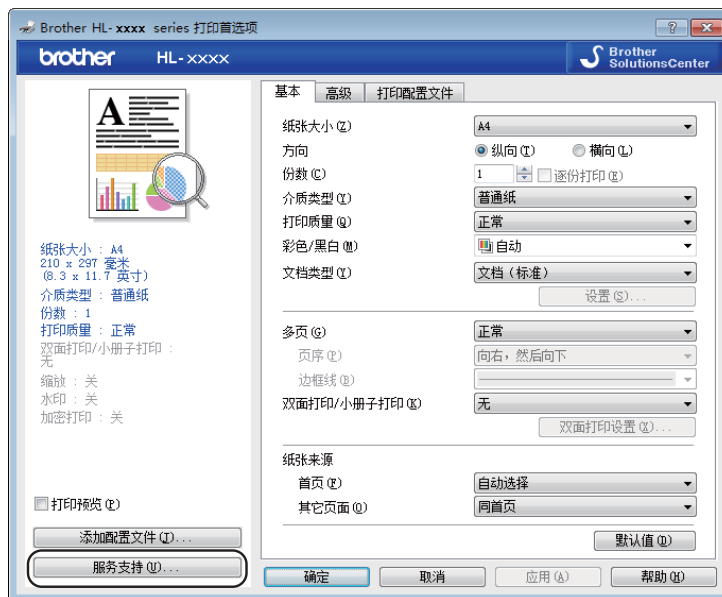 Brother HL-xxxx series 打印首选项
brother HL-xxxx
Brother
SolutionsCenter
A
纸张大小 : A4
210 x 297 毫米
(8.3 x 11.7 英寸)
介质类型 : 普通纸
份数 : 1
打印质量 : 正常
双面打印/小册子打印 :
无
缩放 : 关
水印 : 关
加密打印 : 关
打印预览(P)
添加配置文件(J)...
服务支持(U)...
基本 高级 打印配置文件
纸张大小(Z) A4
方向 纵向(T) 横向(L)
份数(C) 1 逐份打印(E)
介质类型(Y) 普通纸
打印质量(Q) 正常
彩色/黑白(M) 自动
文档类型(Y) 文档(标准)
设置(S)...
多页(G) 正常
页序(P) 向右，然后向下
边框线(B)
双面打印/小册子打印(K) 无
双面打印设置(X)...
纸张来源
首页(F) 自动选择
其它页面(O) 同首页
默认值(D)
确定 取消 应用(A) 帮助(H)